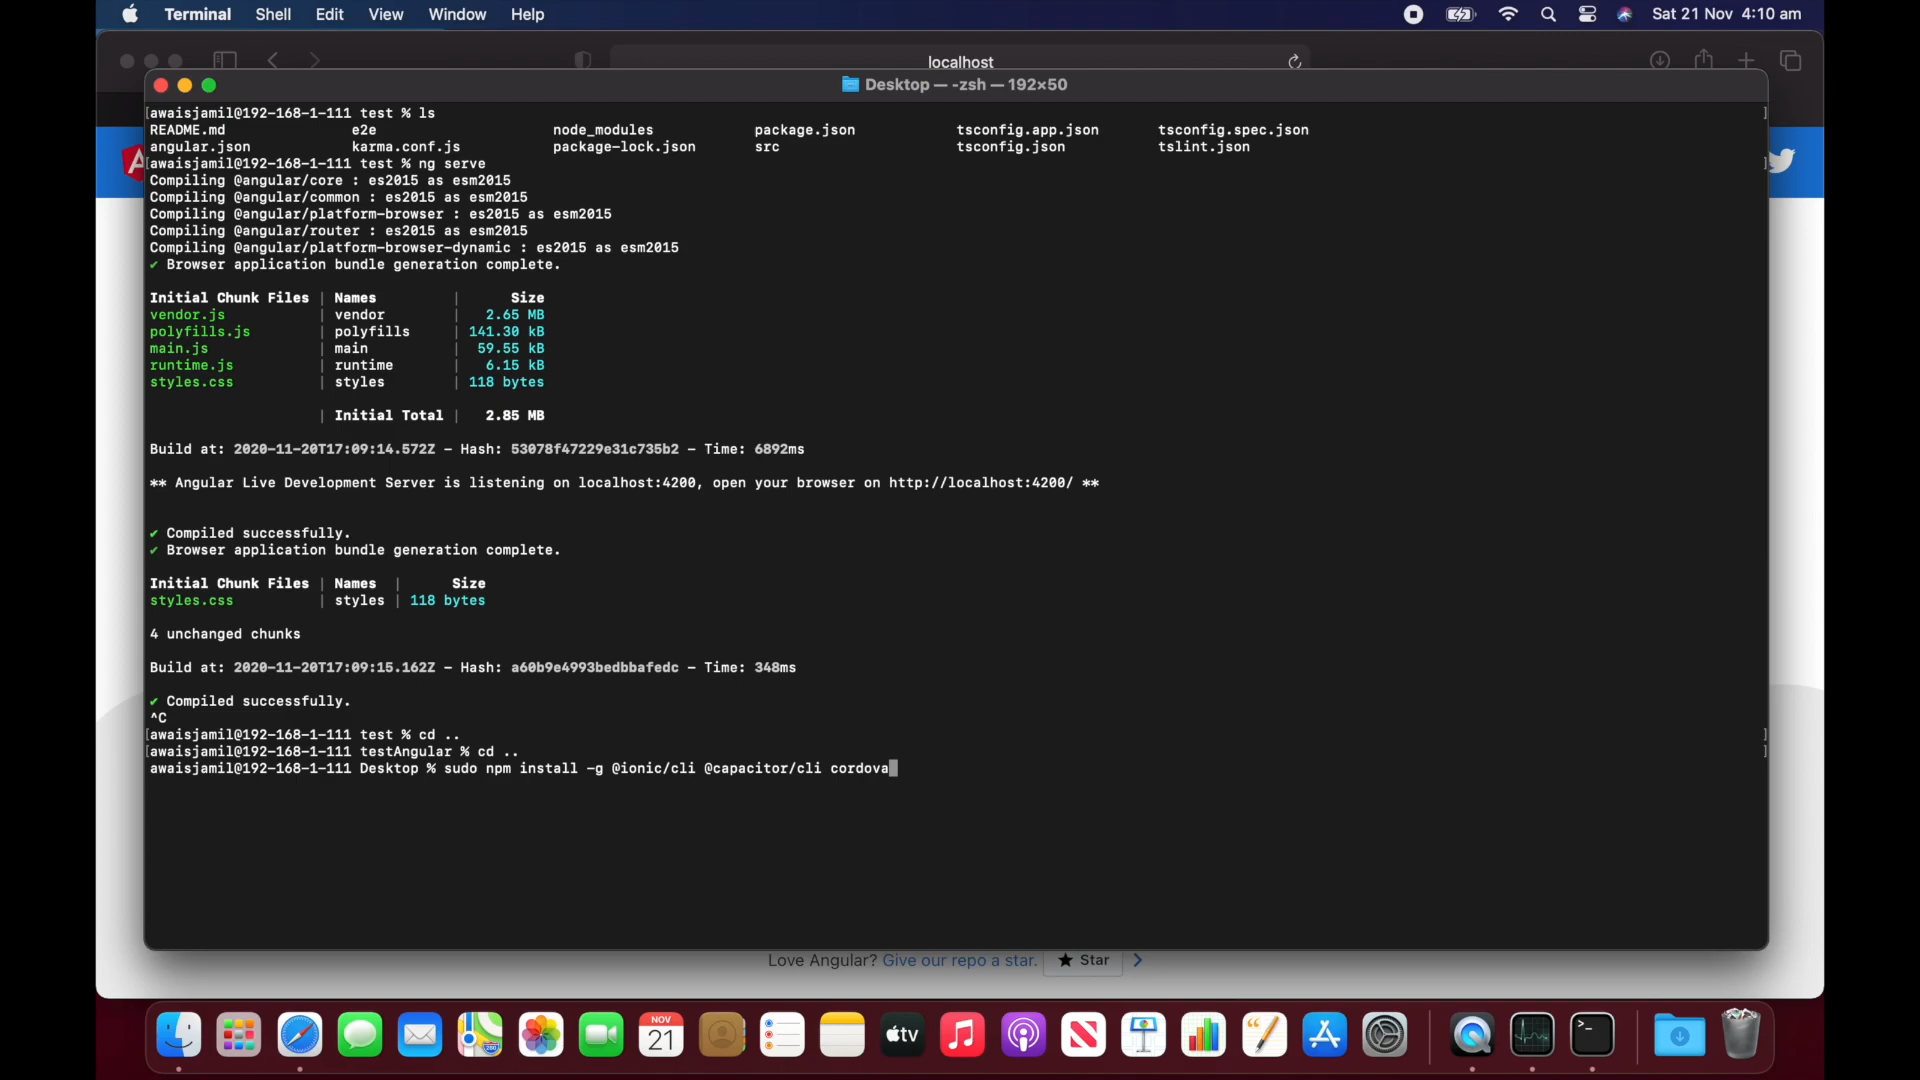 Terminal Shell Edit View Window Help Sat 21 Nov 4:10 am
localhost
Desktop — -zsh — 192×50
[awaisjamil@192-168-1-111 test % ls ]
README.md e2e node_modules package.json tsconfig.app.json tsconfig.spec.json
angular.json karma.conf.js package-lock.json src tsconfig.json tslint.json
[awaisjamil@192-168-1-111 test % ng serve ]
Compiling @angular/core : es2015 as esm2015
Compiling @angular/common : es2015 as esm2015
Compiling @angular/platform-browser : es2015 as esm2015
Compiling @angular/router : es2015 as esm2015
Compiling @angular/platform-browser-dynamic : es2015 as esm2015
✔ Browser application bundle generation complete.
Initial Chunk Files | Names | Size
vendor.js | vendor | 2.65 MB
polyfills.js | polyfills | 141.30 kB
main.js | main | 59.55 kB
runtime.js | runtime | 6.15 kB
styles.css | styles | 118 bytes
| Initial Total | 2.85 MB
Build at: 2020-11-20T17:09:14.572Z - Hash: 53078f47229e31c735b2 - Time: 6892ms
** Angular Live Development Server is listening on localhost:4200, open your browser on http://localhost:4200/ **
✔ Compiled successfully.
✔ Browser application bundle generation complete.
Initial Chunk Files | Names | Size
styles.css | styles | 118 bytes
4 unchanged chunks
Build at: 2020-11-20T17:09:15.162Z - Hash: a60b9e4993bedbbafedc - Time: 348ms
✔ Compiled successfully.
^C
[awaisjamil@192-168-1-111 test % cd .. ]
[awaisjamil@192-168-1-111 testAngular % cd .. ]
awaisjamil@192-168-1-111 Desktop % sudo npm install -g @ionic/cli @capacitor/cli cordova
Love Angular? Give our repo a star. ★ Star
NOV
21
tv